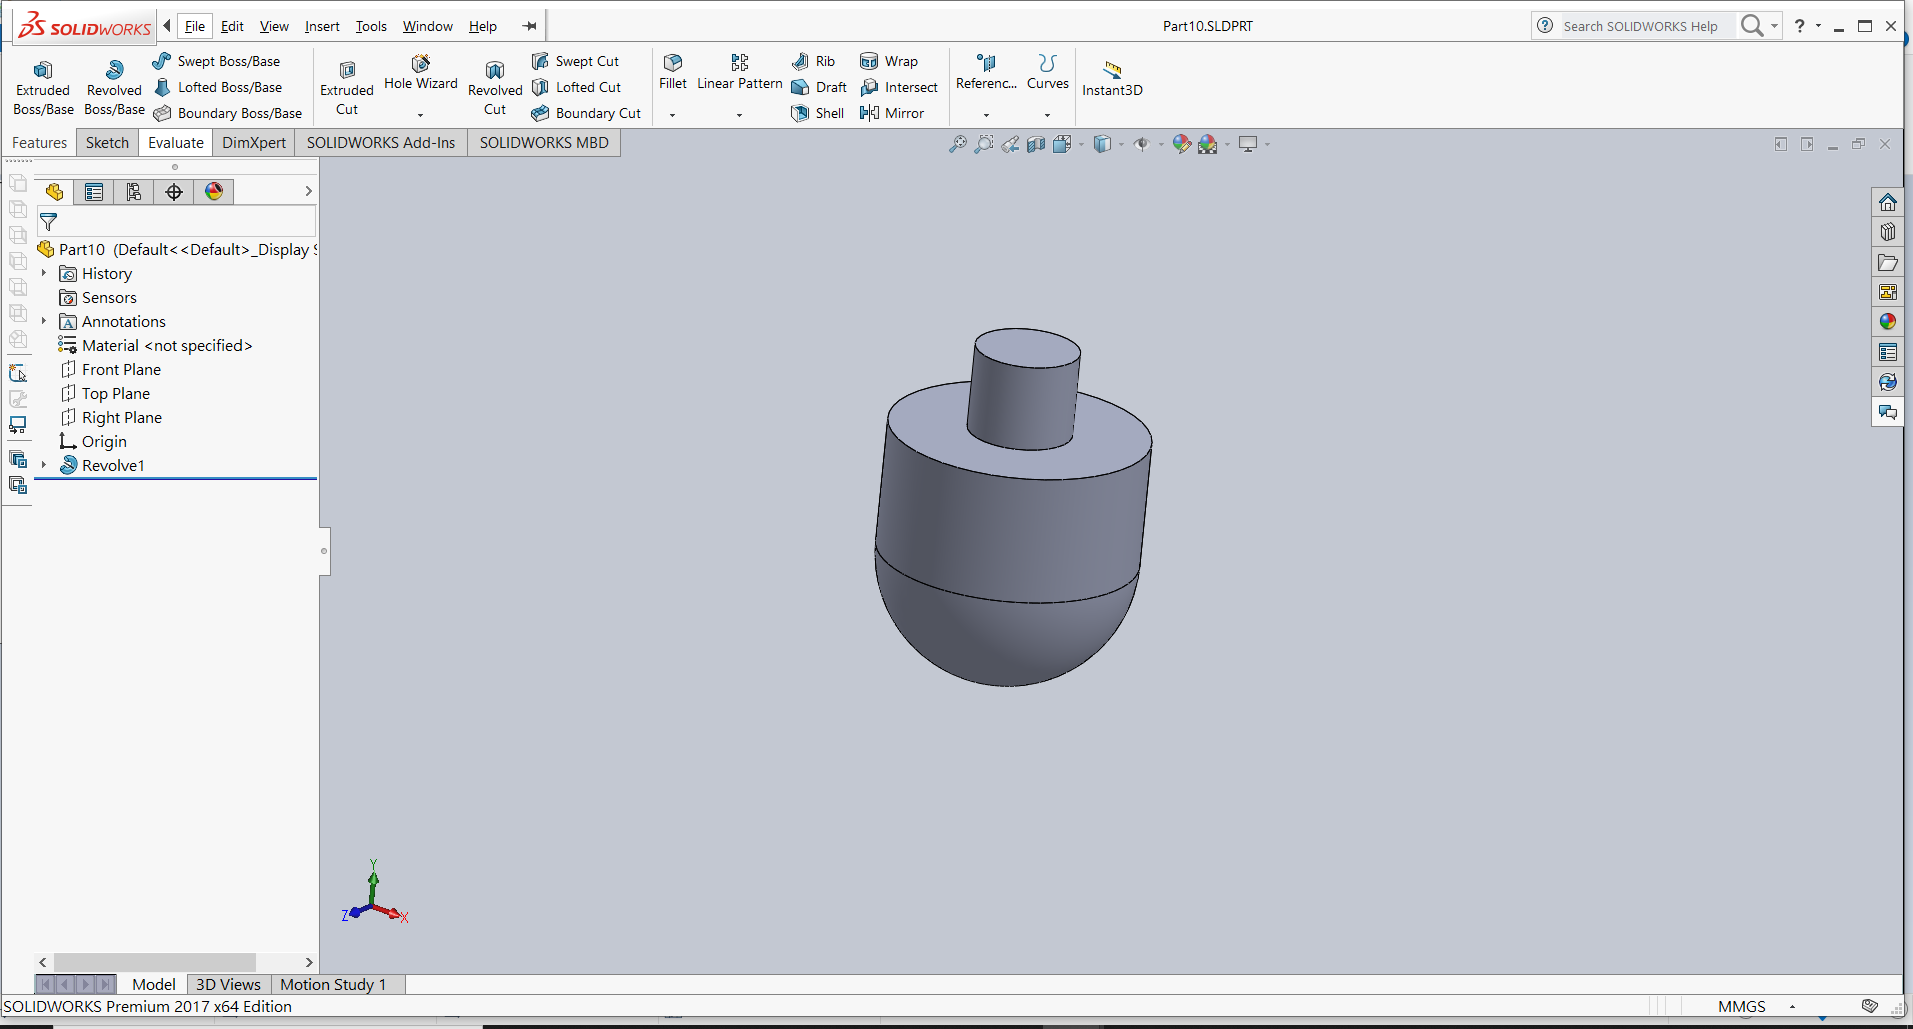 SOLIDWORKS File Edit View Insert Tools Window Help Part10.SLDPRT Search SOLIDWORKS Help ?
Extruded Boss/Base
Revolved Boss/Base
Swept Boss/Base
Lofted Boss/Base
Boundary Boss/Base
Extruded Cut
Hole Wizard
Revolved Cut
Swept Cut
Lofted Cut
Boundary Cut
Fillet
Linear Pattern
Rib
Draft
Shell
Wrap
Intersect
Mirror
Referenc...
Curves
Instant3D
Features Sketch Evaluate DimXpert SOLIDWORKS Add-Ins SOLIDWORKS MBD
Part10 (Default<<Default>_Display S
History
Sensors
Annotations
Material <not specified>
Front Plane
Top Plane
Right Plane
Origin
Revolve1
Y
Z
X
Model 3D Views Motion Study 1
SOLIDWORKS Premium 2017 x64 Edition MMGS